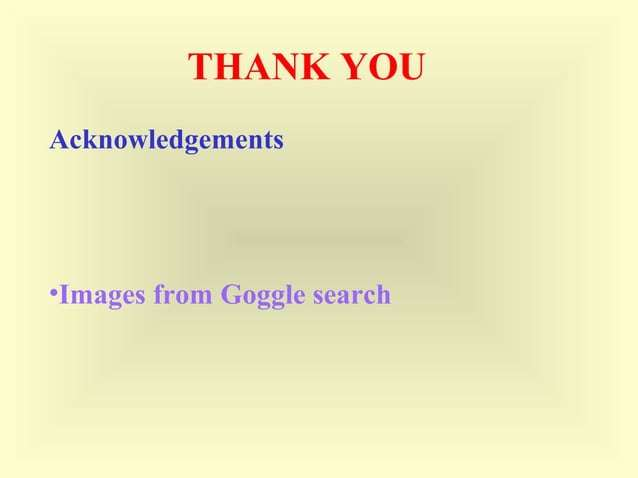 THANK YOU
Acknowledgements
•Images from Goggle search